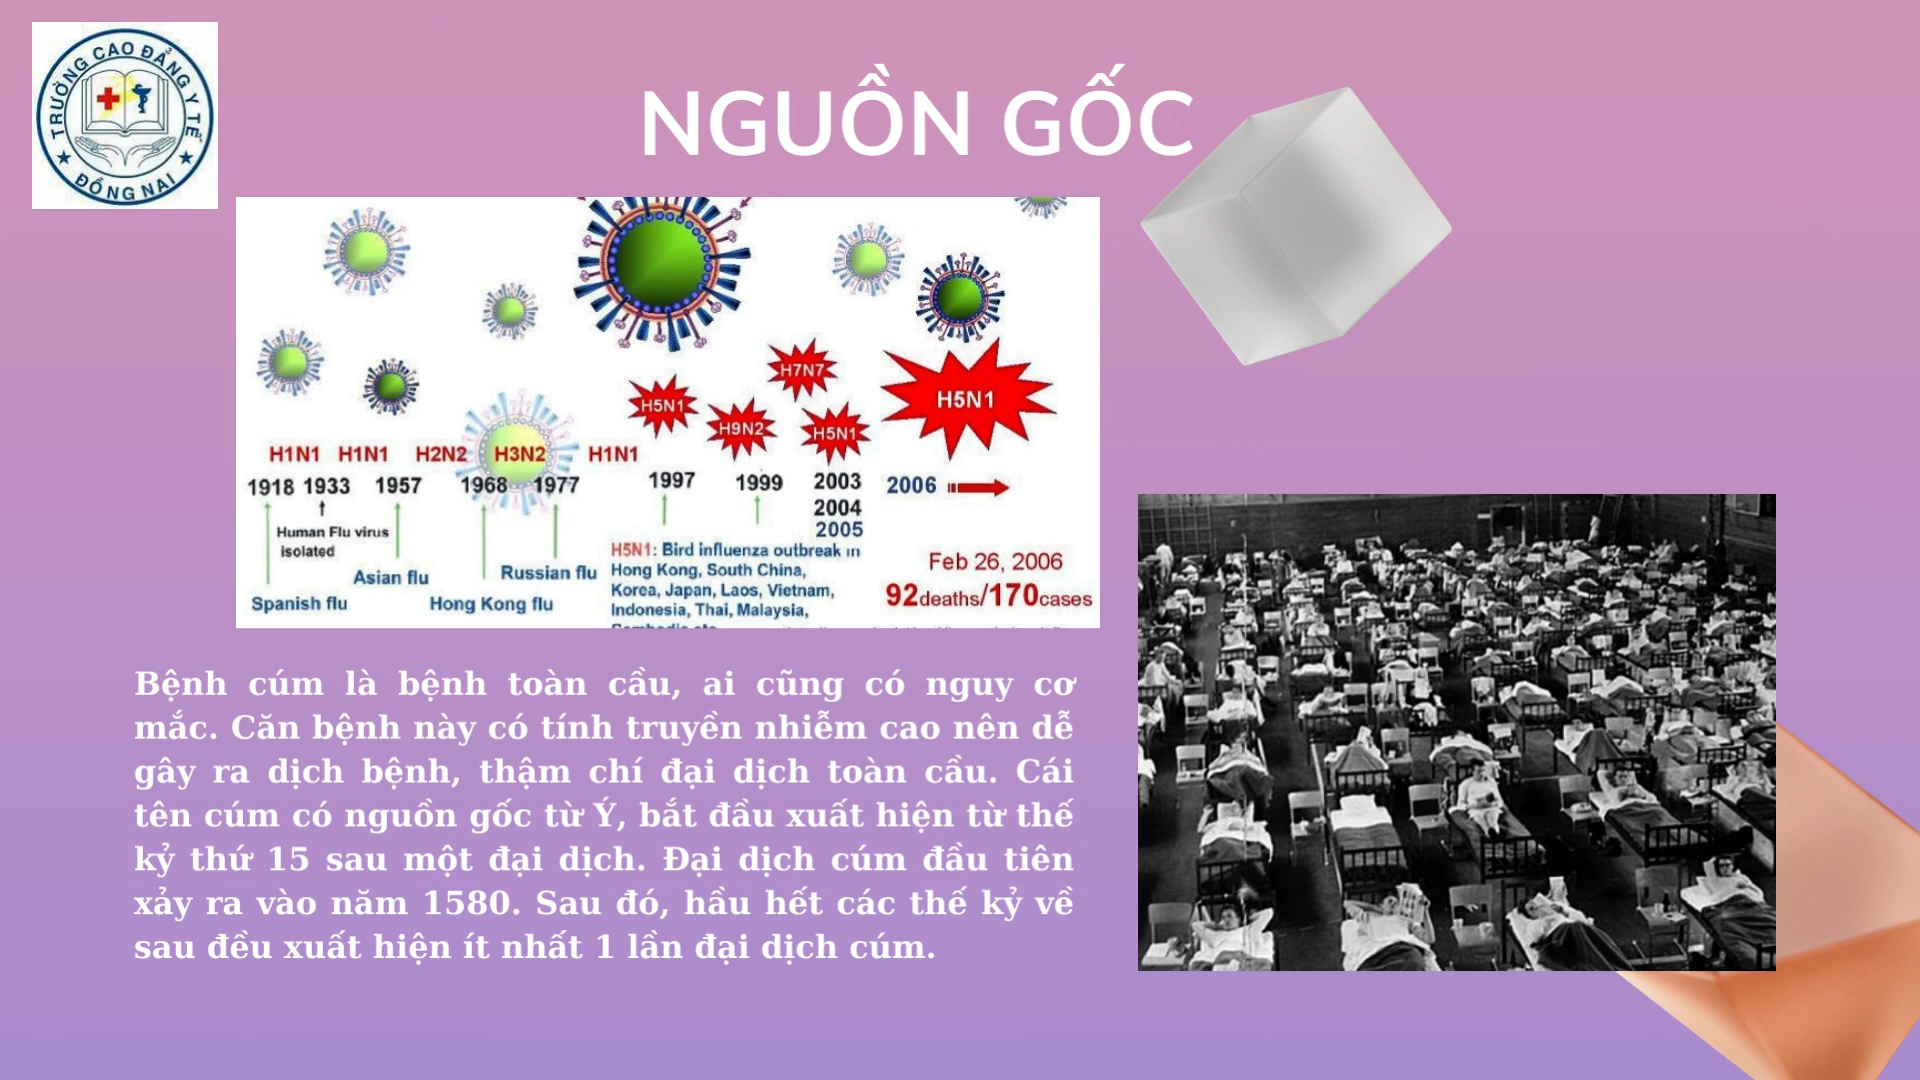 TRƯỜNG CAO ĐẲNG Y TẾ
ĐỒNG NAI
NGUỒN GỐC
H7N7
H5N1
H5N1
H9N2
H5N1
H1N1 H1N1 H2N2 H3N2 H1N1
1918 1933 1957 1968 1977 1997 1999 2003 2006
2004
2005
Human Flu virus
isolated
H5N1: Bird influenza outbreak in
Hong Kong, South China,
Korea, Japan, Laos, Vietnam,
Indonesia, Thai, Malaysia,
Feb 26, 2006
92deaths/170cases
Asian flu
Russian flu
Spanish flu
Hong Kong flu
Bệnh cúm là bệnh toàn cầu, ai cũng có nguy cơ
mắc. Căn bệnh này có tính truyền nhiễm cao nên dễ
gây ra dịch bệnh, thậm chí đại dịch toàn cầu. Cái
tên cúm có nguồn gốc từ Ý, bắt đầu xuất hiện từ thế
kỷ thứ 15 sau một đại dịch. Đại dịch cúm đầu tiên
xảy ra vào năm 1580. Sau đó, hầu hết các thế kỷ về
sau đều xuất hiện ít nhất 1 lần đại dịch cúm.